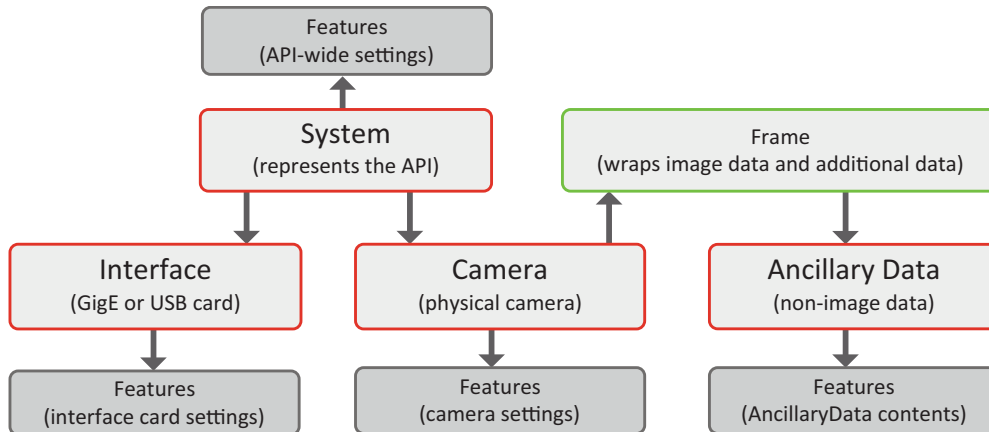 Features
(API-wide settings)
System
(represents the API)
Frame
(wraps image data and additional data)
Interface
(GigE or USB card)
Camera
(physical camera)
Ancillary Data
(non-image data)
Features
(interface card settings)
Features
(camera settings)
Features
(AncillaryData contents)